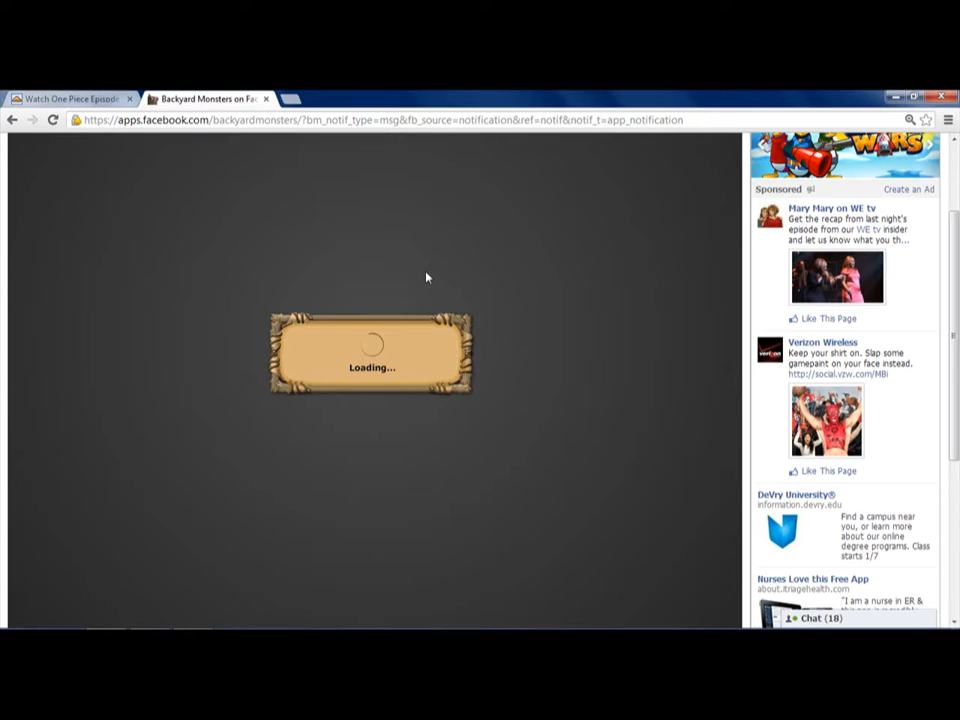 Watch One Piece Episode
Backyard Monsters on Fac
https://apps.facebook.com/backyardmonsters/?bm_notif_type=msg&fb_source=notification&ref=notif&notif_t=app_notification
WARS
Sponsored
Create an Ad
Mary Mary on WE tv
Get the recap from last night's
episode from our WE tv insider
and let us know what you th...
Like This Page
Verizon Wireless
Keep your shirt on. Slap some
gamepaint on your face instead.
http://social.vzw.com/MBi
verizon
Like This Page
Loading...
DeVry University®
information.devry.edu
Find a campus near
you, or learn more
about our online
degree programs. Class
starts 1/7
Nurses Love this Free App
about.itriagehealth.com
"I am a nurse in ER &
Chat (18)